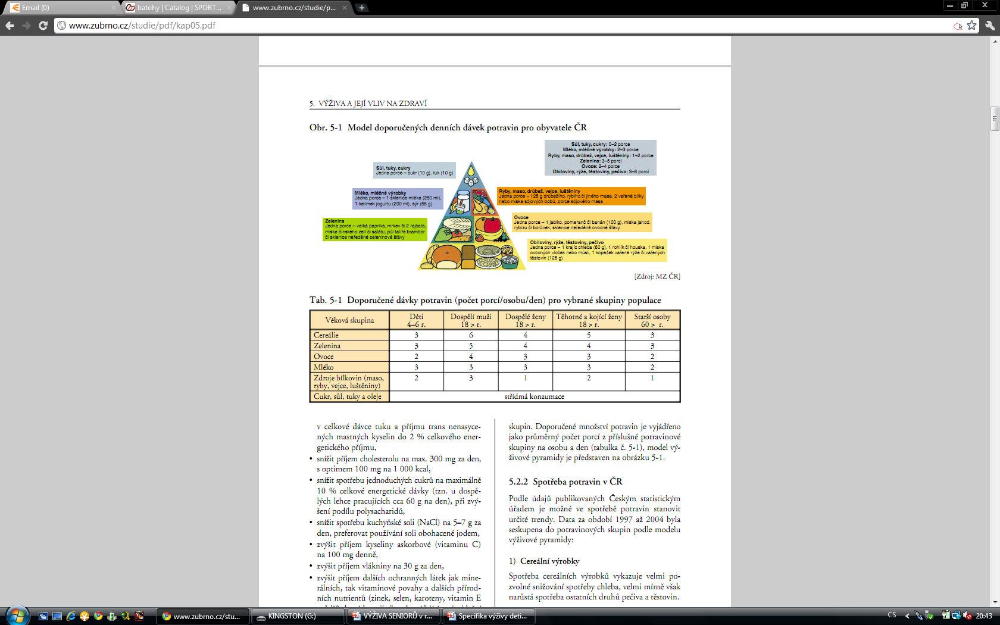 Email (0)
batohy | Catalog | SPORT...
www.zubrno.cz/studie/p...
www.zubrno.cz/studie/pdf/kap05.pdf
5. VÝŽIVA A JEJÍ VLIV NA ZDRAVÍ
Obr. 5-1 Model doporučených denních dávek potravin pro obyvatele ČR
Sůl, tuky, cukry: 0–2 porce
Mléko, mléčné výrobky: 2–3 porce
Ryby, maso, drůbež, vejce, luštěniny: 1–2 porce
Zelenina: 3–5 porcí
Ovoce: 2–4 porce
Obiloviny, rýže, těstoviny, pečivo: 3–6 porcí
Sůl, tuky, cukry
Jedna porce – cukr (10 g), tuk (10 g)
Mléko, mléčné výrobky
Jedna porce – 1 sklenice mléka (250 ml),
1 kelímek jogurtu (200 ml), sýr (55 g)
Ryby, maso, drůbež, vejce, luštěniny
Jedna porce – 125 g drůbežího, rybího či jiného masa, 2 vařené bílky
nebo miska sójových bobů, porce sójového masa
Zelenina
Jedna porce – velká paprika, mrkev či 2 rajčata,
miska čínského zelí či salátu, půl talíře brambor
či sklenice neředěné zeleninové šťávy
Ovoce
Jedna porce – 1 jablko, pomeranč či banán (100 g), miska jahod,
rybízu či borůvek, sklenice neředěné ovocné šťávy
Obiloviny, rýže, těstoviny, pečivo
Jedna porce – 1 krajíc chleba (60 g), 1 rohlík či houska, 1 miska
ovocných vloček nebo müsli, 1 kopeček vařené rýže či vařených
těstovin (125 g)
[Zdroj: MZ ČR]
Tab. 5-1 Doporučené dávky potravin (počet porcí/osobu/den) pro vybrané skupiny populace
Věková skupina Děti 4–6 r. Dospělí muži 18 > r. Dospělé ženy 18 > r. Těhotné a kojící ženy 18 > r. Starší osoby 60 > r.
Cereálie 3 6 4 5 3
Zelenina 3 5 4 4 3
Ovoce 2 4 3 3 2
Mléko 3 3 3 3 2
Zdroje bílkovin (maso, ryby, vejce, luštěniny) 2 3 1 2 1
Cukr, sůl, tuky a oleje střídmá konzumace
v celkové dávce tuku a příjmu trans nenasyce-
ných mastných kyselin do 2 % celkového ener-
getického příjmu,
• snížit příjem cholesterolu na max. 300 mg za den,
s optimem 100 mg na 1 000 kcal,
• snížit spotřebu jednoduchých cukrů na maximálně
10 % celkové energetické dávky (tzn. u dospě-
lých lehce pracujících cca 60 g na den), při zvý-
šení podílu polysacharidů,
• snížit spotřebu kuchyňské soli (NaCl) na 5–7 g za
den, preferovat používání soli obohacené jodem,
• zvýšit příjem kyseliny askorbové (vitaminu C)
na 100 mg denně,
• zvýšit příjem vlákniny na 30 g za den,
• zvýšit příjem dalších ochranných látek jak mine-
rálních, tak vitaminové povahy a dalších přírod-
ních nutrientů (zinek, selen, karoteny, vitamin E
skupin. Doporučené množství potravin je vyjádřeno
jako průměrný počet porcí z příslušné potravinové
skupiny na osobu a den (tabulka č. 5-1), model vý-
živové pyramidy je představen na obrázku 5-1.
5.2.2 Spotřeba potravin v ČR
Podle údajů publikovaných Českým statistickým
úřadem je možné ve spotřebě potravin stanovit
určité trendy. Data za období 1997 až 2004 byla
seskupena do potravinových skupin podle modelu
výživové pyramidy:
1) Cereální výrobky
Spotřeba cereálních výrobků vykazuje velmi po-
zvolné snižování spotřeby chleba, velmi mírně však
narůstá spotřeba ostatních druhů pečiva a těstovin.
www.zubrno.cz/stu...
KINGSTON (G:)
VÝŽIVA SENIORŮ v r...
Specifika výživy deti...
CS
20:43